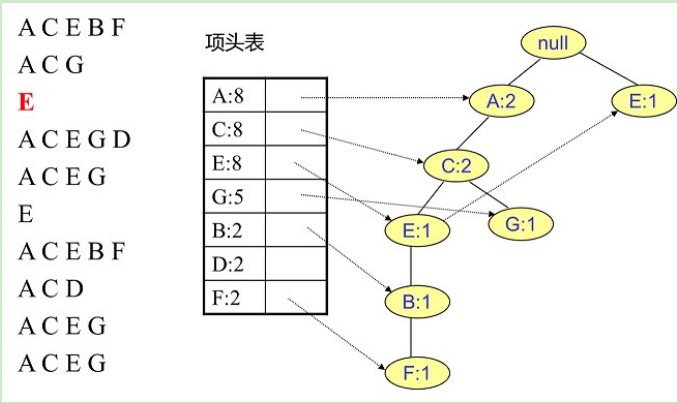 A C E B F
A C G
E
A C E G D
A C E G
E
A C E B F
A C D
A C E G
A C E G
项头表
A:8
C:8
E:8
G:5
B:2
D:2
F:2
null
A:2
E:1
C:2
E:1
G:1
B:1
F:1